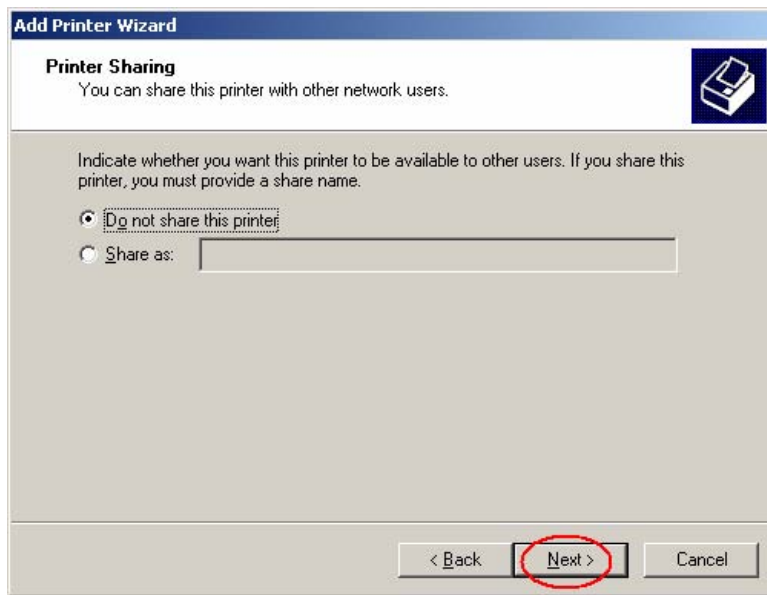 Add Printer Wizard
Printer Sharing
You can share this printer with other network users.
Indicate whether you want this printer to be available to other users. If you share this
printer, you must provide a share name.
Do not share this printer
Share as:
< Back
Next >
Cancel